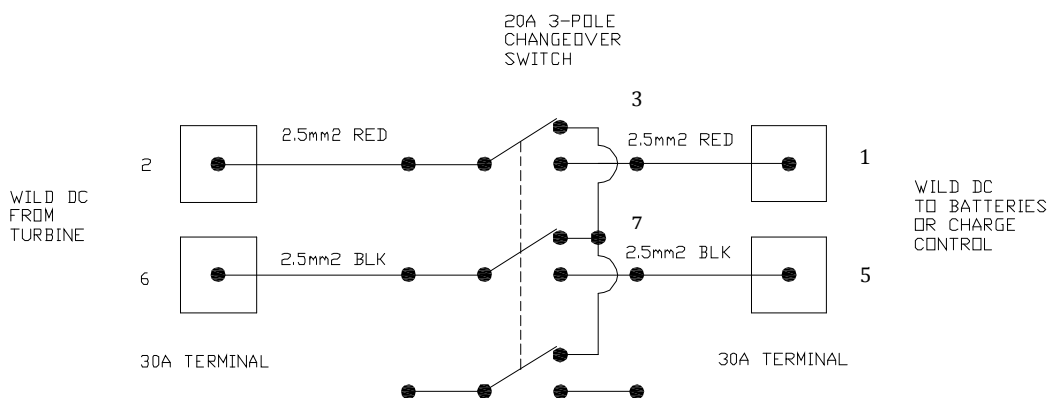 20A 3-POLE
CHANGEOVER
SWITCH
3
2.5mm2 RED
2.5mm2 RED
2
1
WILD DC
FROM
TURBINE
WILD DC
TO BATTERIES
OR CHARGE
CONTROL
7
2.5mm2 BLK
2.5mm2 BLK
6
5
30A TERMINAL
30A TERMINAL